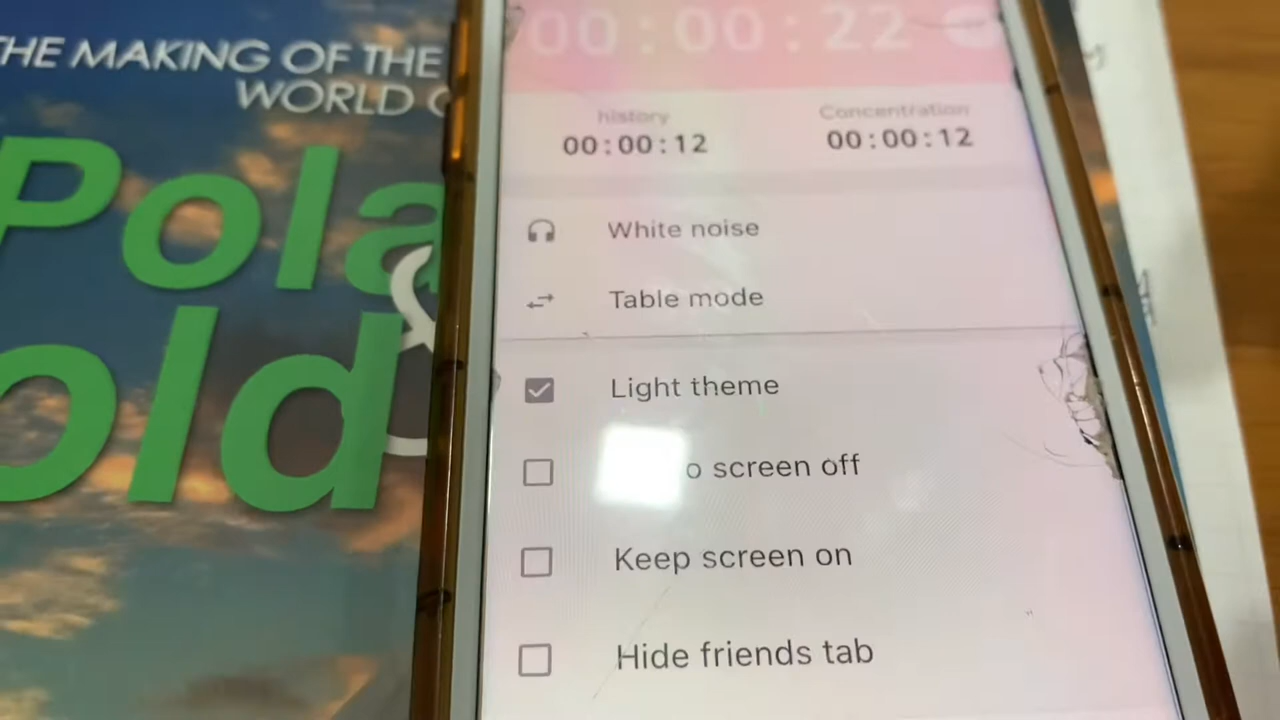 THE MAKING OF THE
WORLD
Pola
&
old
00:00:22
history
Concentration
00:00:12
00:00:12
White noise
Table mode
Light theme
o screen off
Keep screen on
Hide friends tab